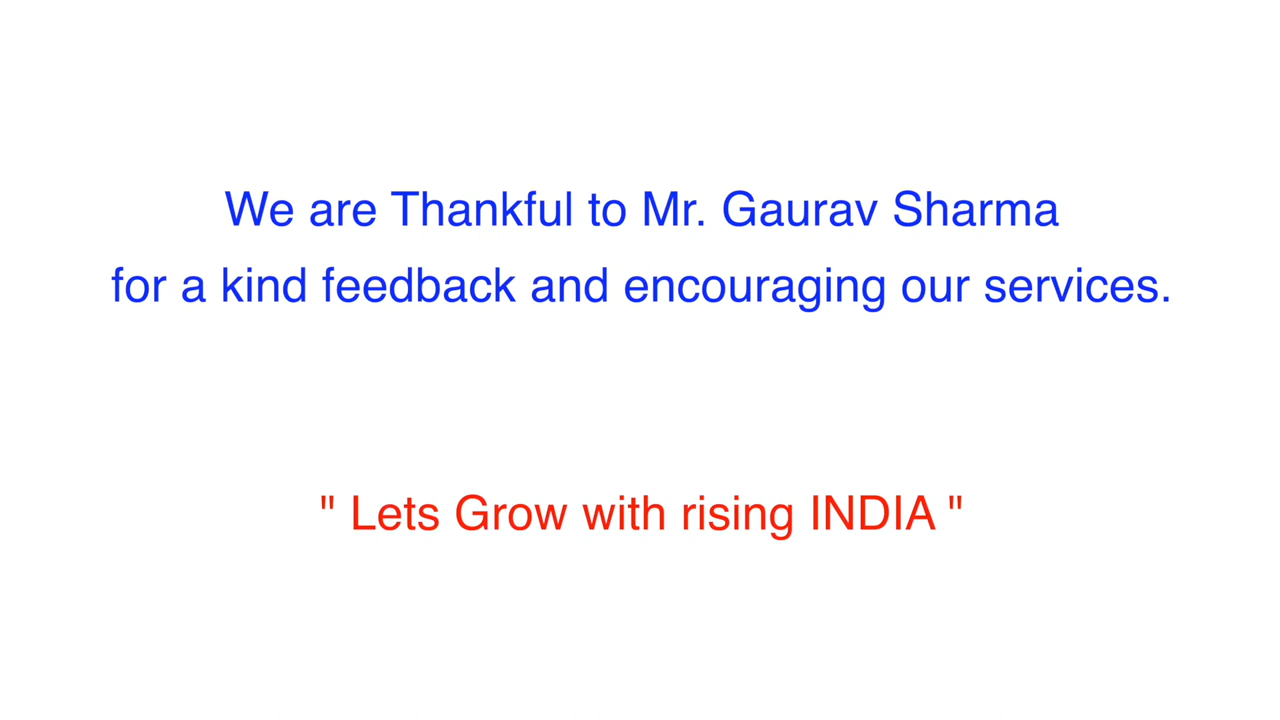 We are Thankful to Mr. Gaurav Sharma
for a kind feedback and encouraging our services.
" Lets Grow with rising INDIA "